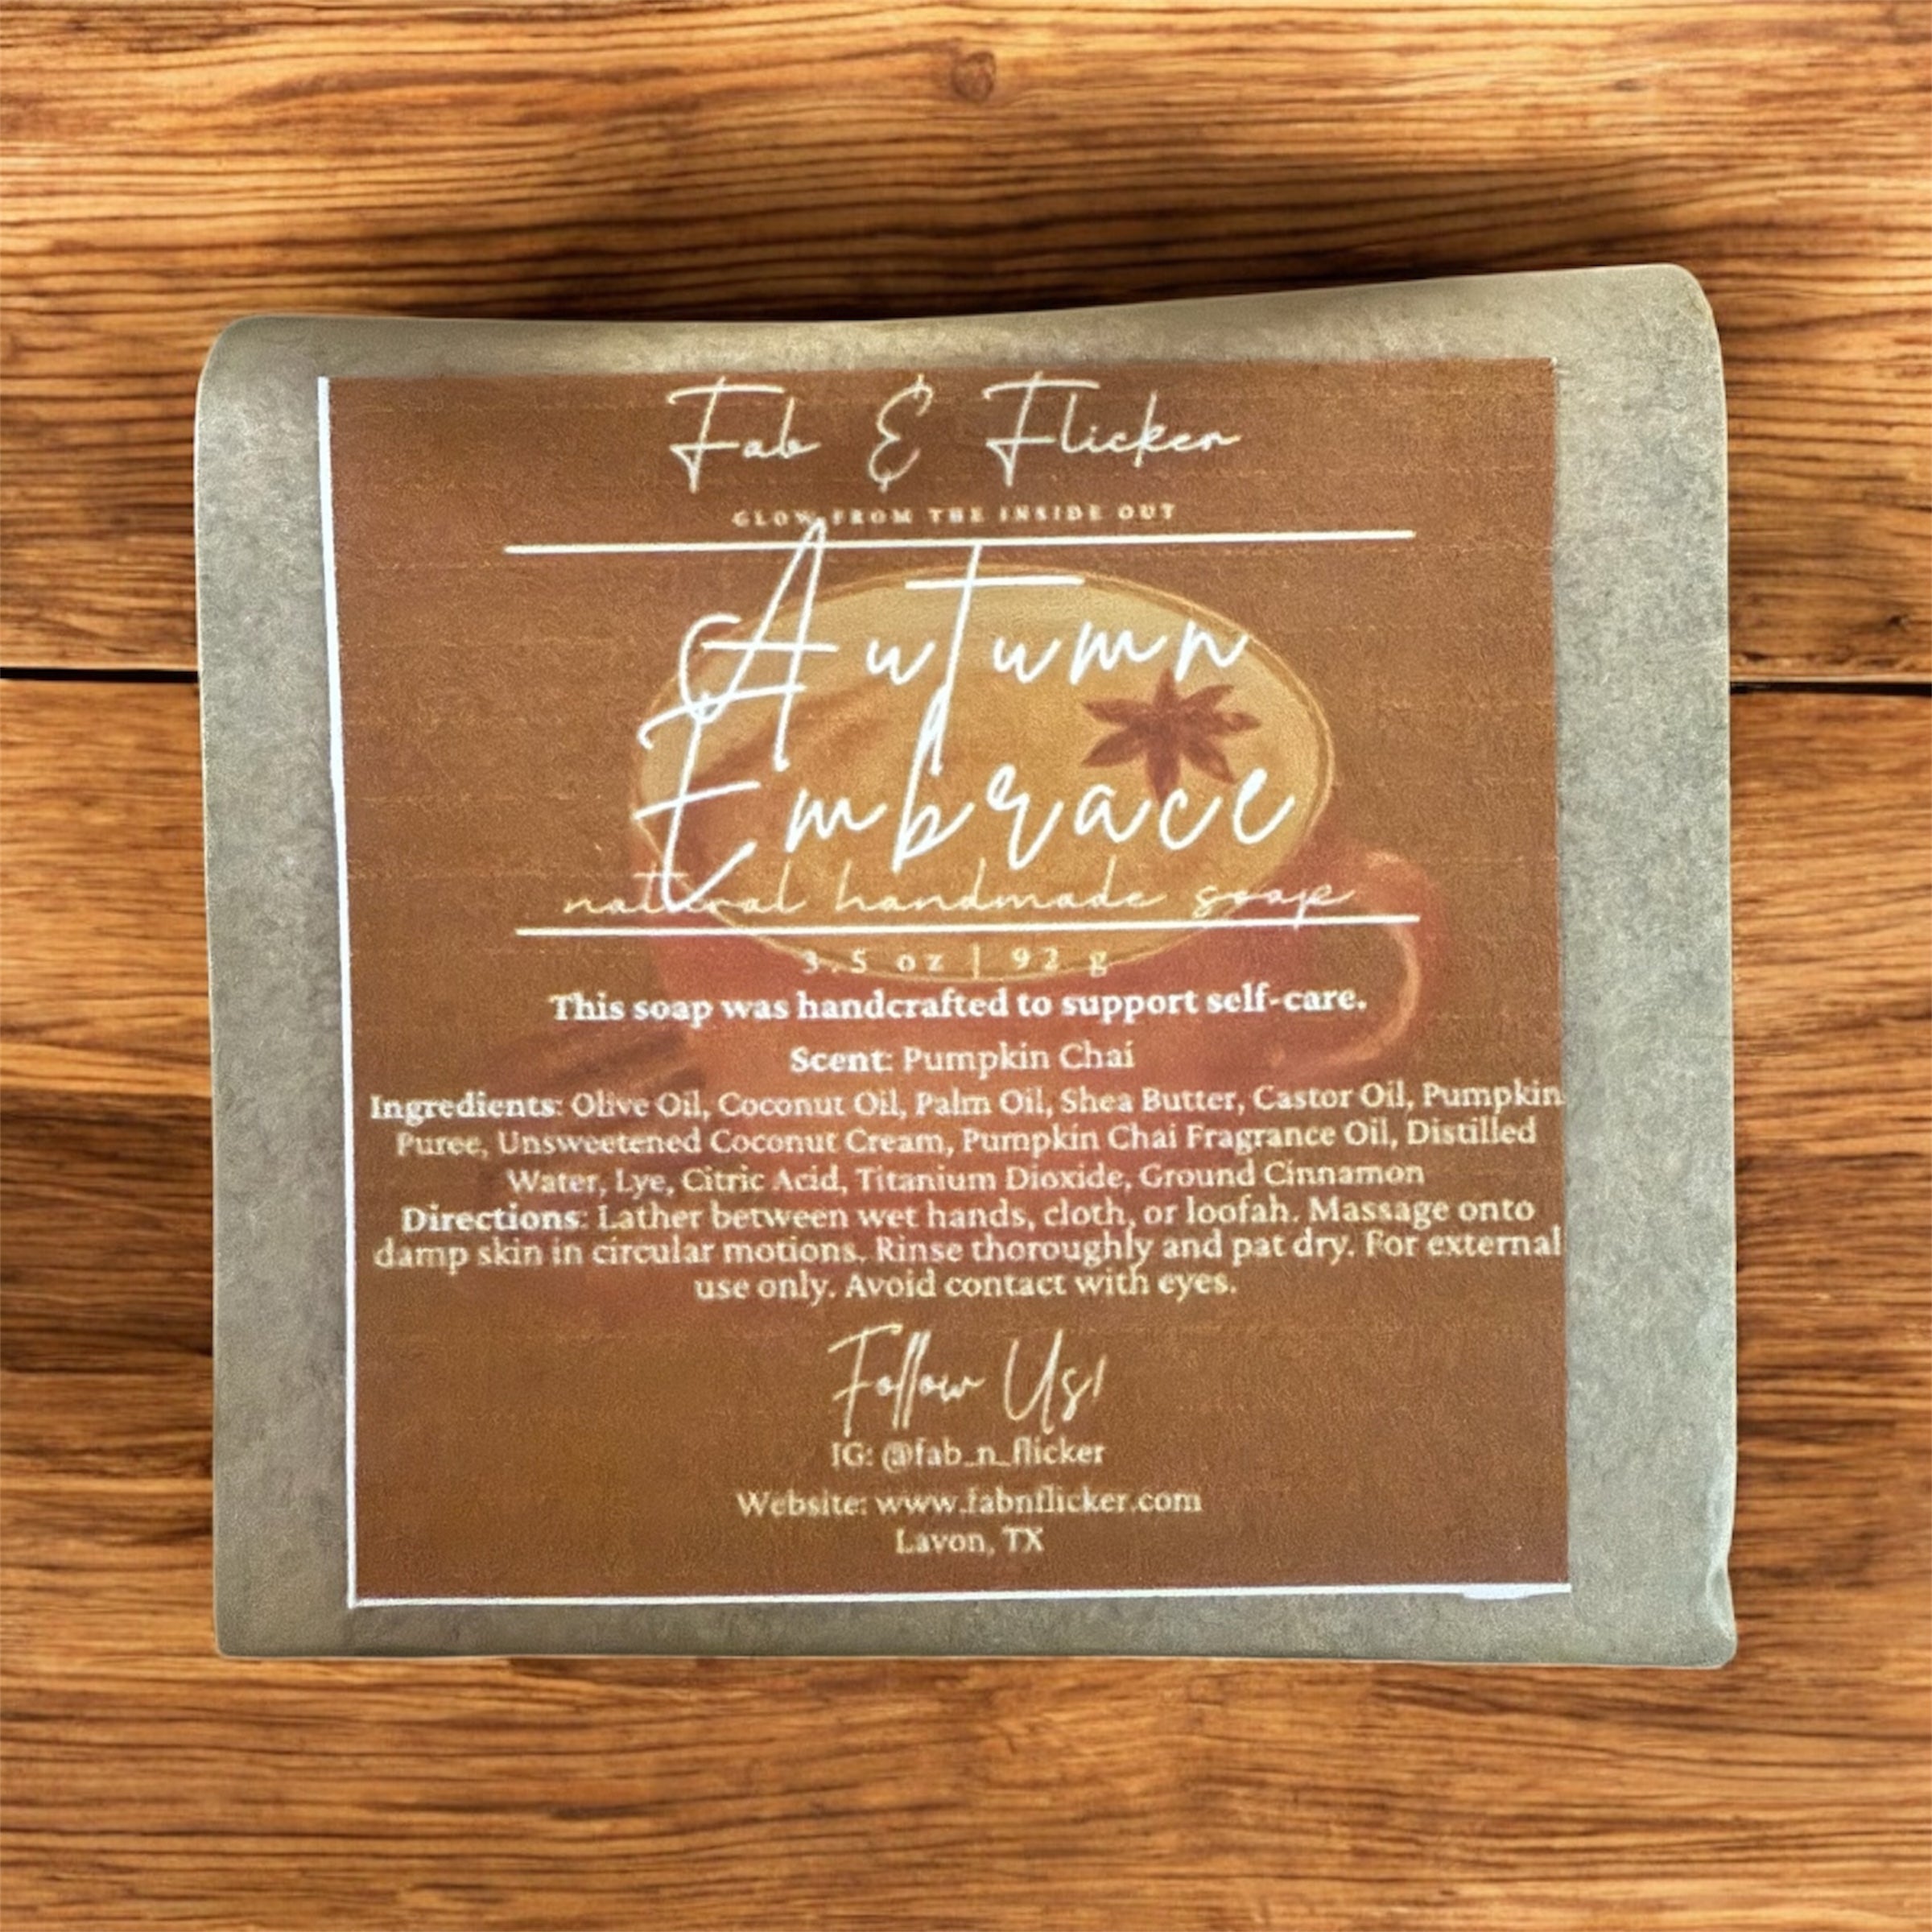 Fab & Flicker
GLOW FROM THE INSIDE OUT
Autumn
Embrace
natural handmade soap
3.5 oz | 92 g
This soap was handcrafted to support self-care.
Scent: Pumpkin Chai
Ingredients: Olive Oil, Coconut Oil, Palm Oil, Shea Butter, Castor Oil, Pumpkin
Puree, Unsweetened Coconut Cream, Pumpkin Chai Fragrance Oil, Distilled
Water, Lye, Citric Acid, Titanium Dioxide, Ground Cinnamon
Directions: Lather between wet hands, cloth, or loofah. Massage onto
damp skin in circular motions. Rinse thoroughly and pat dry. For external
use only. Avoid contact with eyes.
Follow Us!
IG: @fab_n_flicker
Website: www.fabnflicker.com
Lavon, TX